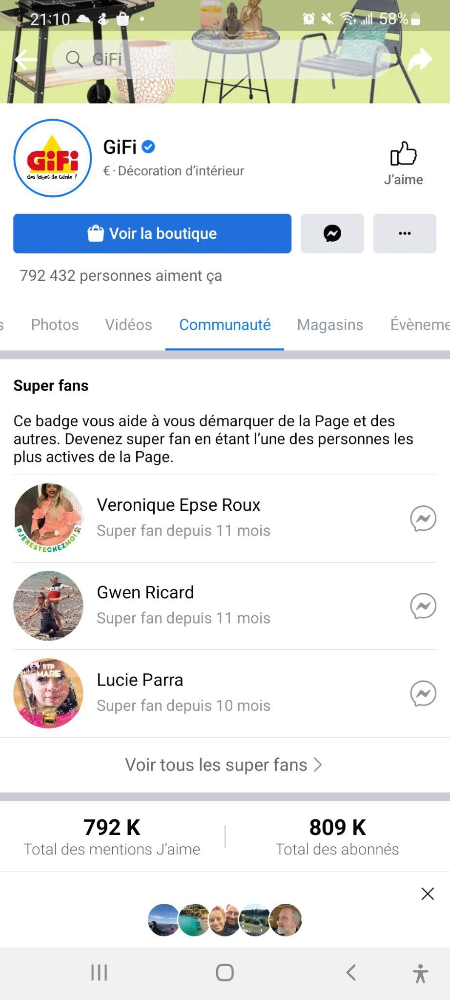 21:10
58%
GiFi
GiFi
des idées de Génie !
GiFi
€ · Décoration d’intérieur
J’aime
Voir la boutique
792 432 personnes aiment ça
s
Photos
Vidéos
Communauté
Magasins
Évèneme
Super fans
Ce badge vous aide à vous démarquer de la Page et des
autres. Devenez super fan en étant l’une des personnes les
plus actives de la Page.
Veronique Epse Roux
Super fan depuis 11 mois
#JERESTECHEZMOI
Gwen Ricard
Super fan depuis 11 mois
STP
MARIE
Lucie Parra
Super fan depuis 10 mois
Voir tous les super fans
792 K
Total des mentions J’aime
809 K
Total des abonnés